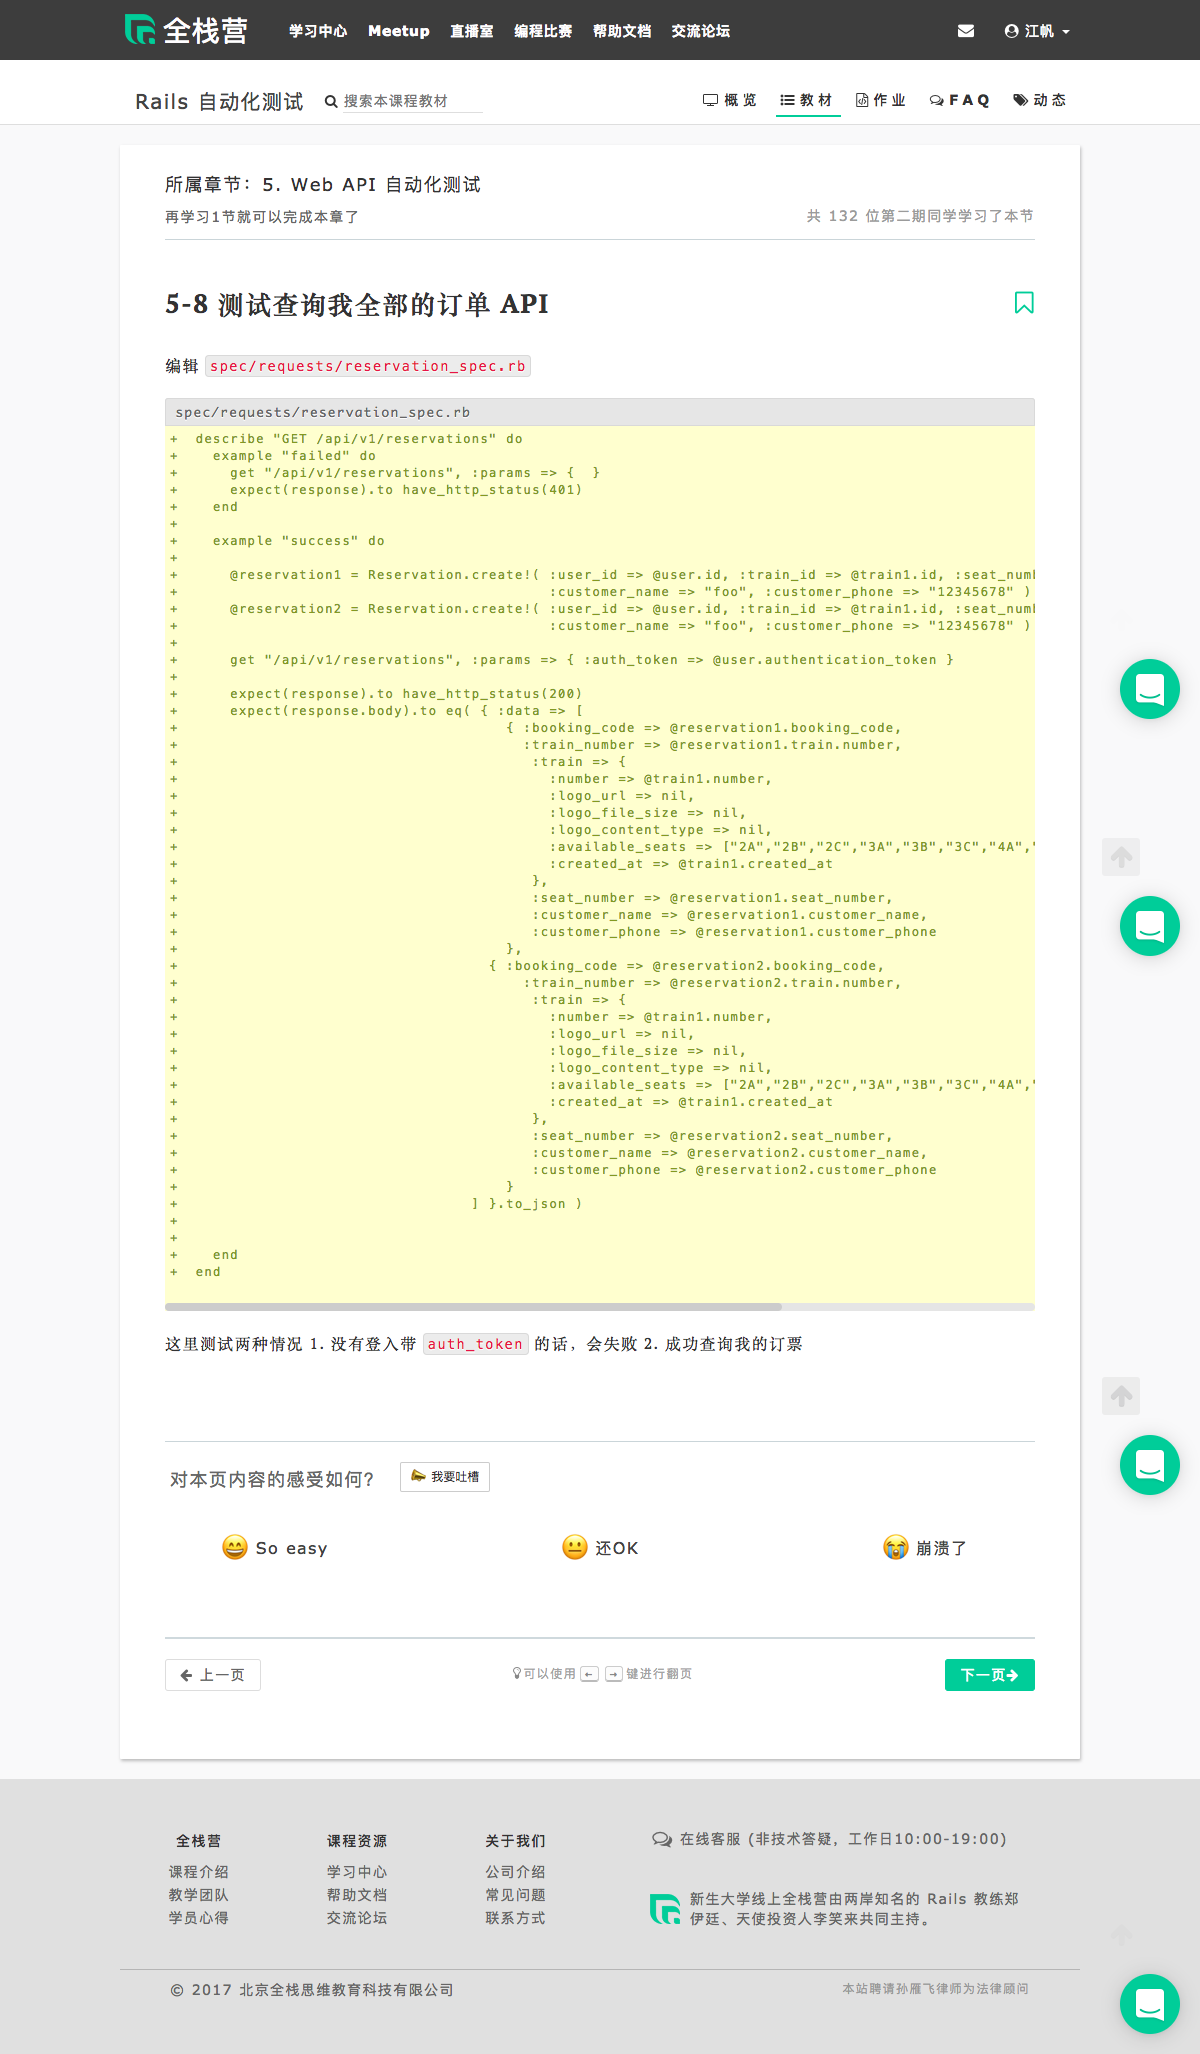 全栈营 学习中心 Meetup 直播室 编程比赛 帮助文档 交流论坛 江帆
Rails 自动化测试 搜索本课程教材 概览 教材 作业 FAQ 动态
所属章节：5. Web API 自动化测试
再学习1节就可以完成本章了 共 132 位第二期同学学习了本节
5-8 测试查询我全部的订单 API
编辑 spec/requests/reservation_spec.rb
spec/requests/reservation_spec.rb
+  describe "GET /api/v1/reservations" do
+    example "failed" do
+      get "/api/v1/reservations", :params => {  }
+      expect(response).to have_http_status(401)
+    end
+
+    example "success" do
+
+      @reservation1 = Reservation.create!( :user_id => @user.id, :train_id => @train1.id, :seat_num
+                                           :customer_name => "foo", :customer_phone => "12345678" )
+      @reservation2 = Reservation.create!( :user_id => @user.id, :train_id => @train1.id, :seat_num
+                                           :customer_name => "foo", :customer_phone => "12345678" )
+
+      get "/api/v1/reservations", :params => { :auth_token => @user.authentication_token }
+
+      expect(response).to have_http_status(200)
+      expect(response.body).to eq( { :data => [
+                                      { :booking_code => @reservation1.booking_code,
+                                        :train_number => @reservation1.train.number,
+                                         :train => {
+                                           :number => @train1.number,
+                                           :logo_url => nil,
+                                           :logo_file_size => nil,
+                                           :logo_content_type => nil,
+                                           :available_seats => ["2A","2B","2C","3A","3B","3C","4A","
+                                           :created_at => @train1.created_at
+                                         },
+                                         :seat_number => @reservation1.seat_number,
+                                         :customer_name => @reservation1.customer_name,
+                                         :customer_phone => @reservation1.customer_phone
+                                      },
+                                    { :booking_code => @reservation2.booking_code,
+                                        :train_number => @reservation2.train.number,
+                                         :train => {
+                                           :number => @train1.number,
+                                           :logo_url => nil,
+                                           :logo_file_size => nil,
+                                           :logo_content_type => nil,
+                                           :available_seats => ["2A","2B","2C","3A","3B","3C","4A","
+                                           :created_at => @train1.created_at
+                                         },
+                                         :seat_number => @reservation2.seat_number,
+                                         :customer_name => @reservation2.customer_name,
+                                         :customer_phone => @reservation2.customer_phone
+                                      }
+                                  ] }.to_json )
+
+
+    end
+  end
这里测试两种情况 1. 没有登入带 auth_token 的话，会失败 2. 成功查询我的订票
对本页内容的感受如何？ 我要吐槽
So easy 还OK 崩溃了
上一页 可以使用 ← → 键进行翻页 下一页
全栈营 课程资源 关于我们 在线客服 (非技术答疑，工作日10:00-19:00)
课程介绍 学习中心 公司介绍
教学团队 帮助文档 常见问题 新生大学线上全栈营由两岸知名的 Rails 教练郑
学员心得 交流论坛 联系方式 伊廷、天使投资人李笑来共同主持。
© 2017 北京全栈思维教育科技有限公司 本站聘请孙雁飞律师为法律顾问